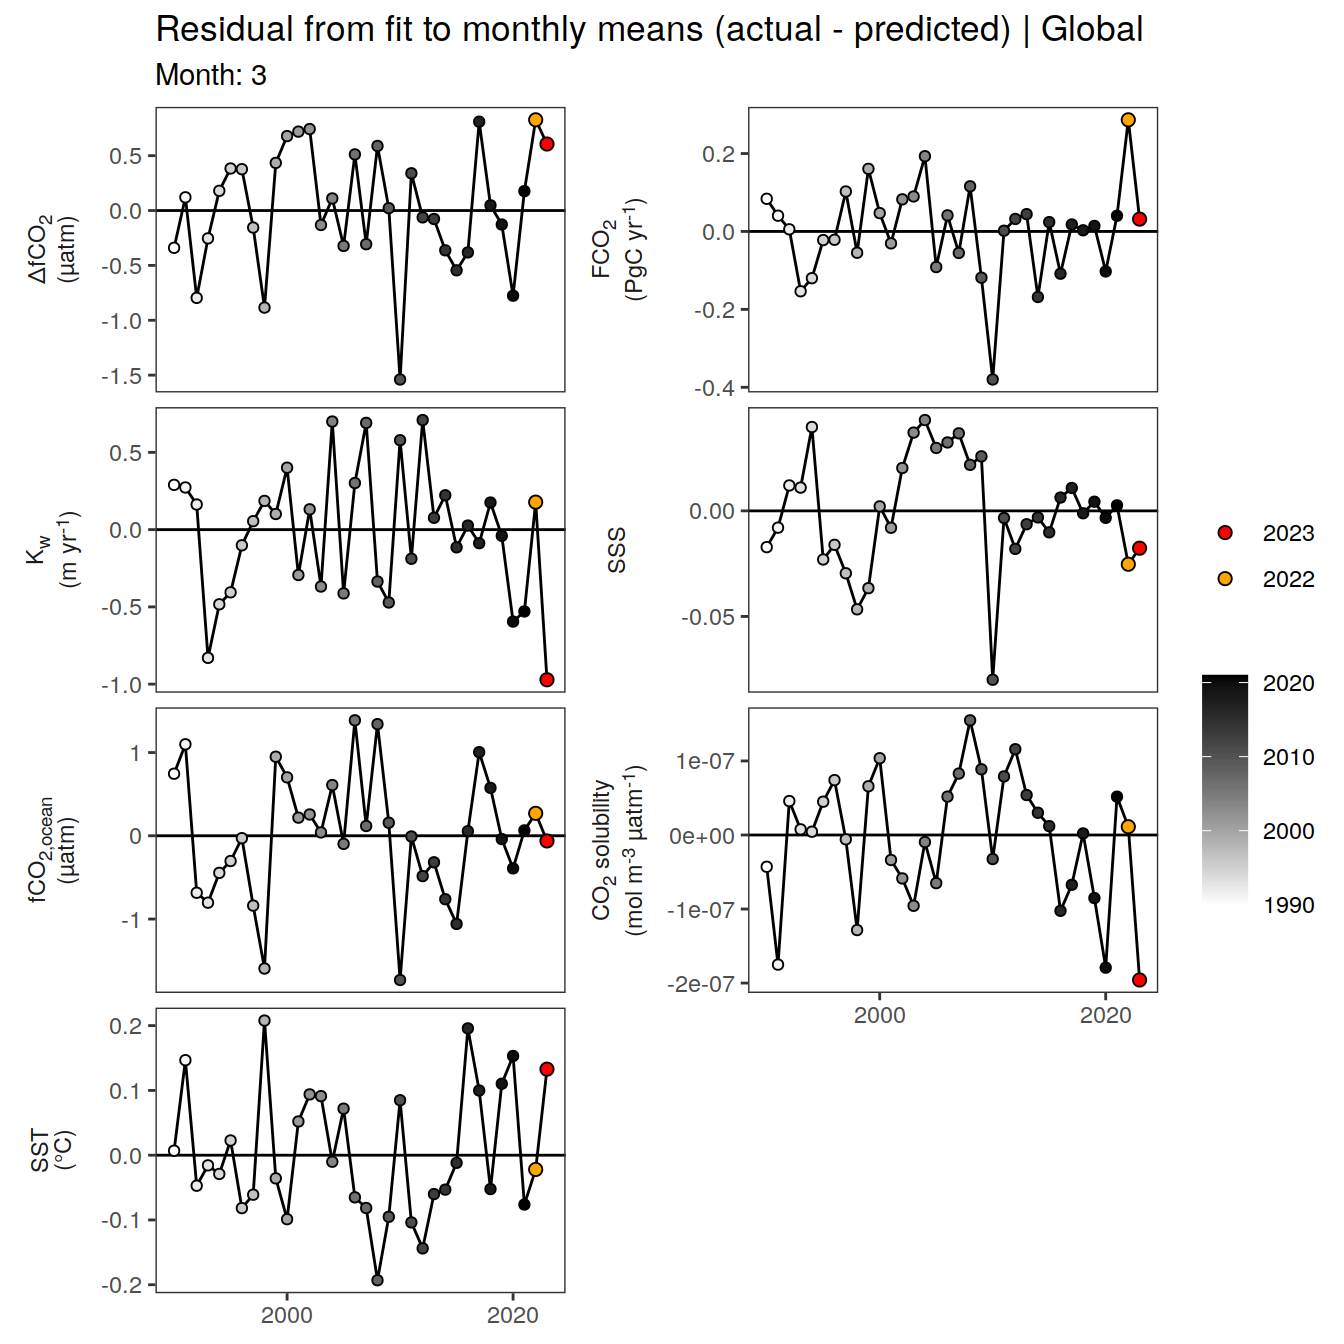 Residual from fit to monthly means (actual - predicted) | Global
Month: 3
ΔfCO2
(µatm)
0.5
0.0
-0.5
-1.0
-1.5
FCO2
(PgC yr-1)
0.2
0.0
-0.2
-0.4
Kw
(m yr-1)
0.5
0.0
-0.5
-1.0
SSS
0.00
-0.05
fCO2,ocean
(µatm)
1
0
-1
CO2 solubility
(mol m-3 µatm-1)
1e-07
0e+00
-1e-07
-2e-07
2000
2020
SST
(°C)
0.2
0.1
0.0
-0.1
-0.2
2000
2020
2023
2022
2020
2010
2000
1990